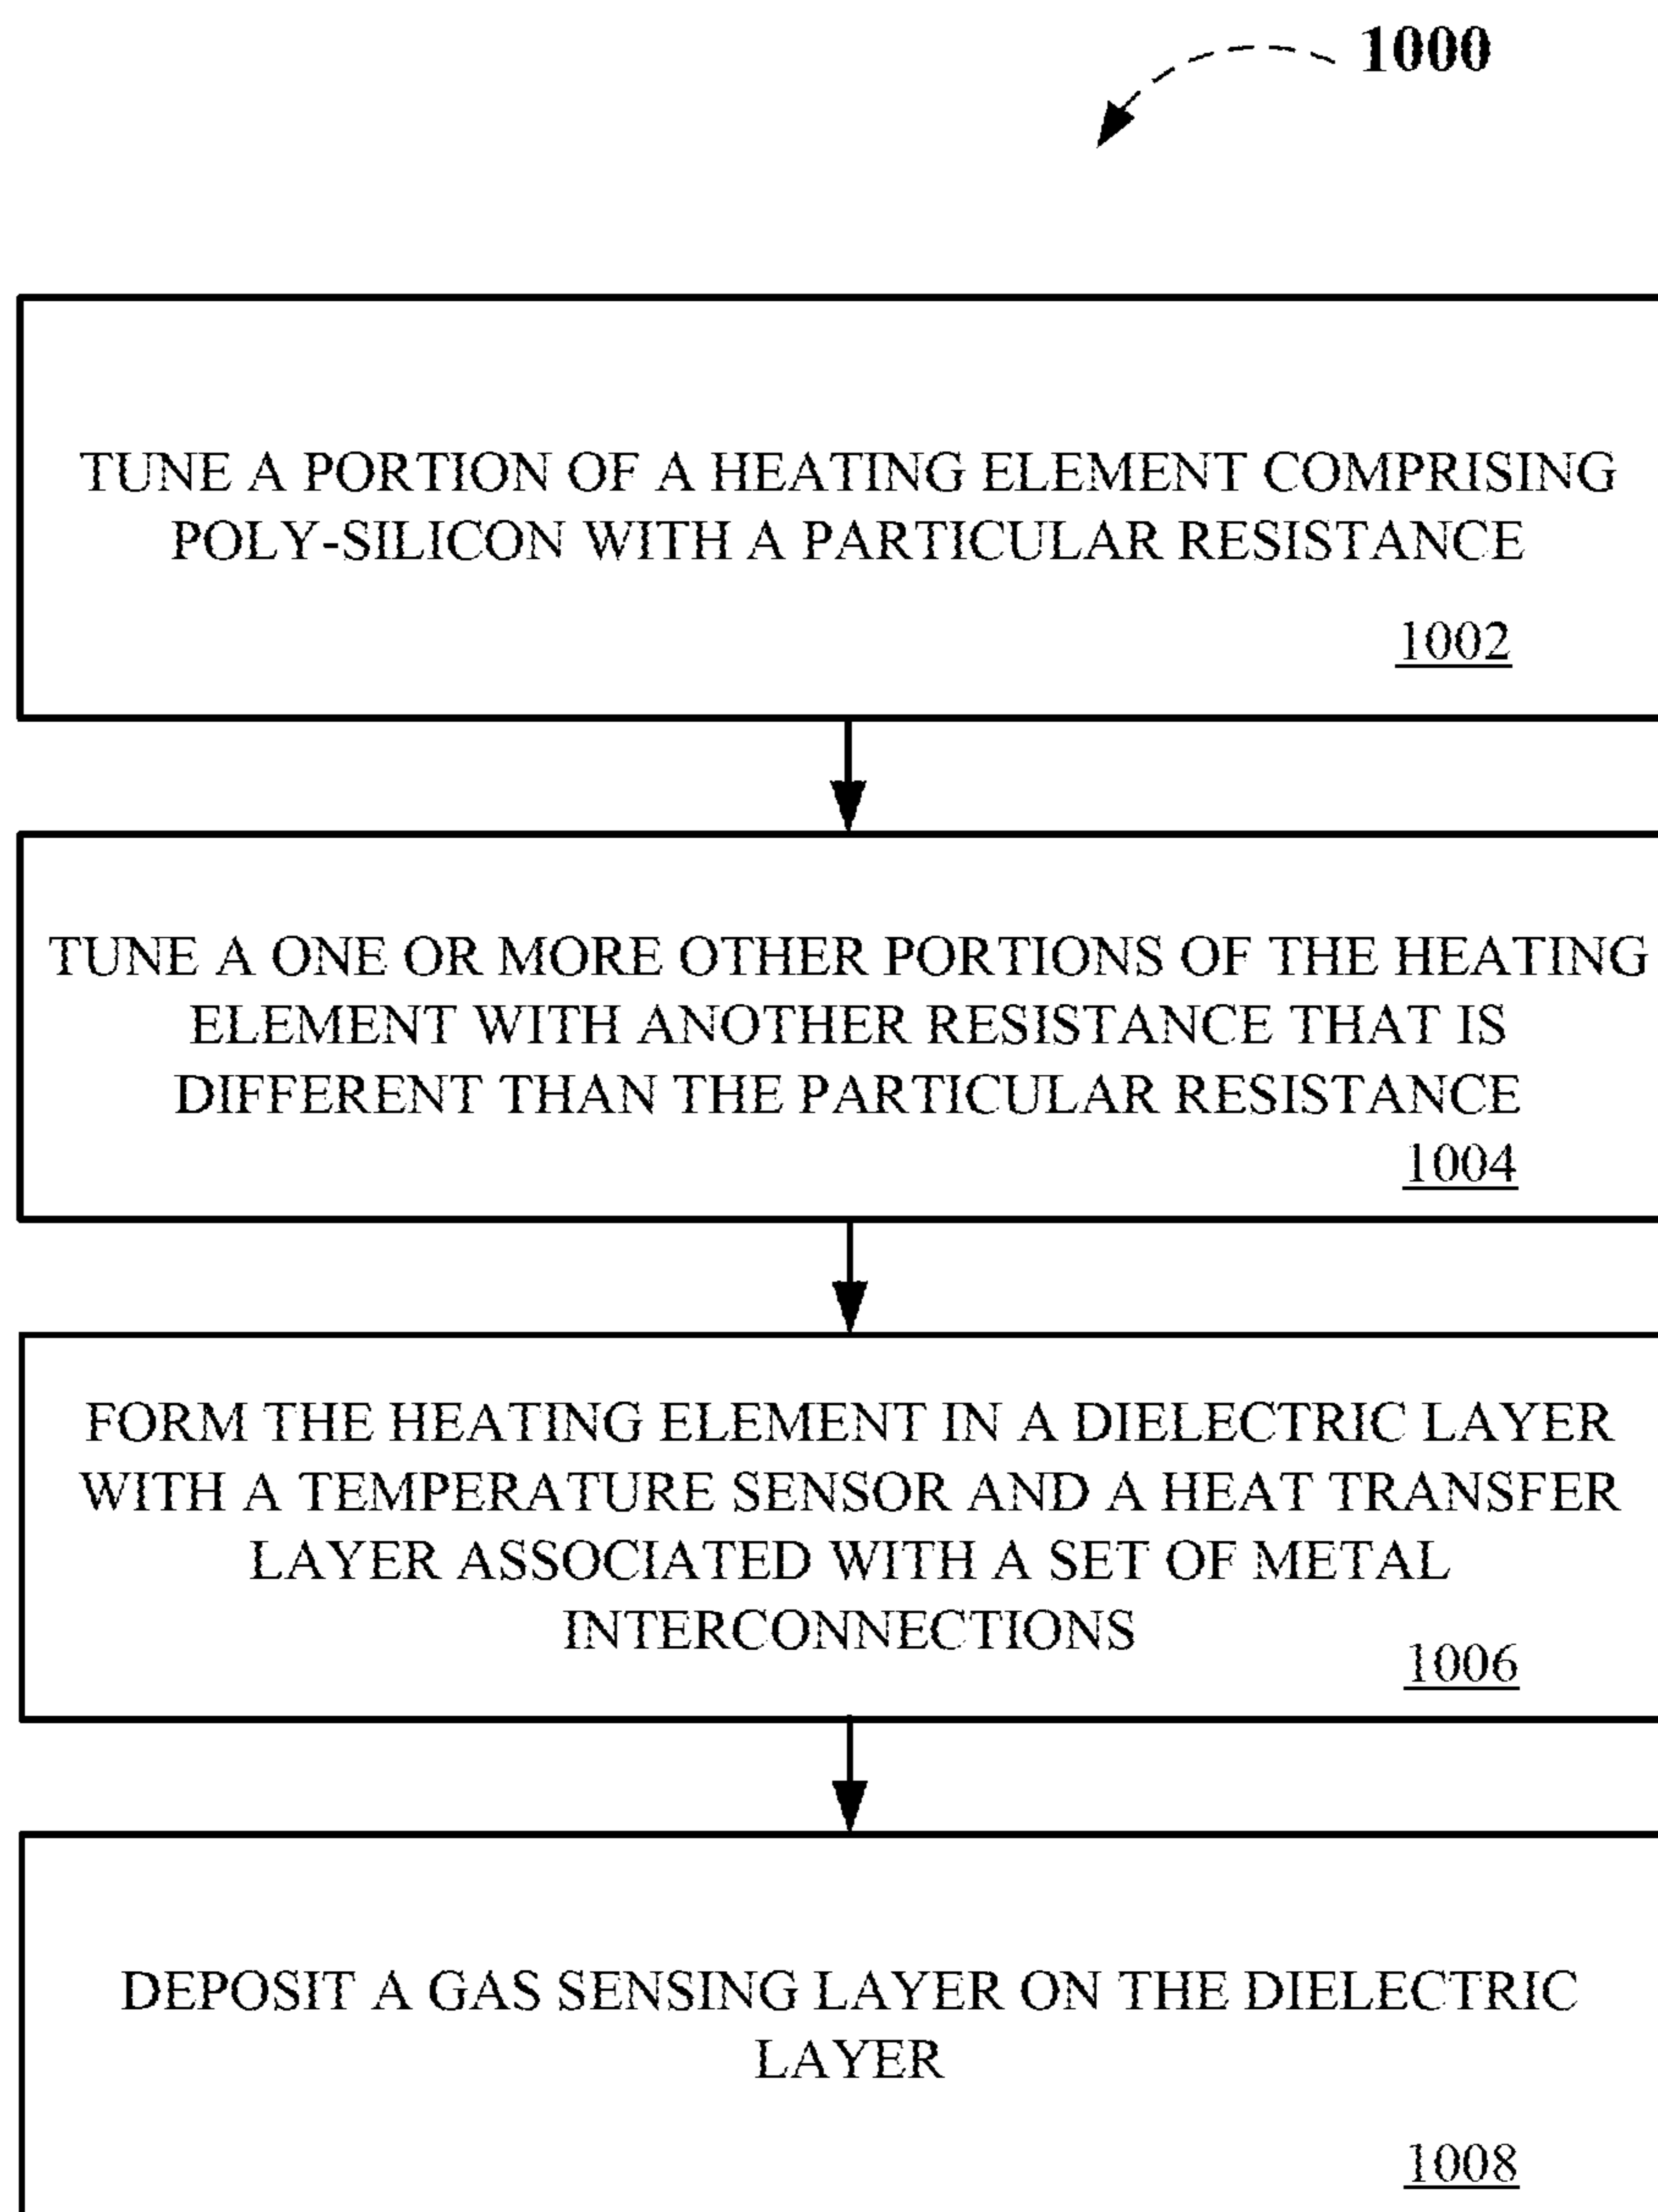 1000
TUNE A PORTION OF A HEATING ELEMENT COMPRISING
POLY-SILICON WITH A PARTICULAR RESISTANCE
1002
TUNE A ONE OR MORE OTHER PORTIONS OF THE HEATING
ELEMENT WITH ANOTHER RESISTANCE THAT IS
DIFFERENT THAN THE PARTICULAR RESISTANCE
1004
FORM THE HEATING ELEMENT IN A DIELECTRIC LAYER
WITH A TEMPERATURE SENSOR AND A HEAT TRANSFER
LAYER ASSOCIATED WITH A SET OF METAL
INTERCONNECTIONS
1006
DEPOSIT A GAS SENSING LAYER ON THE DIELECTRIC
LAYER
1008